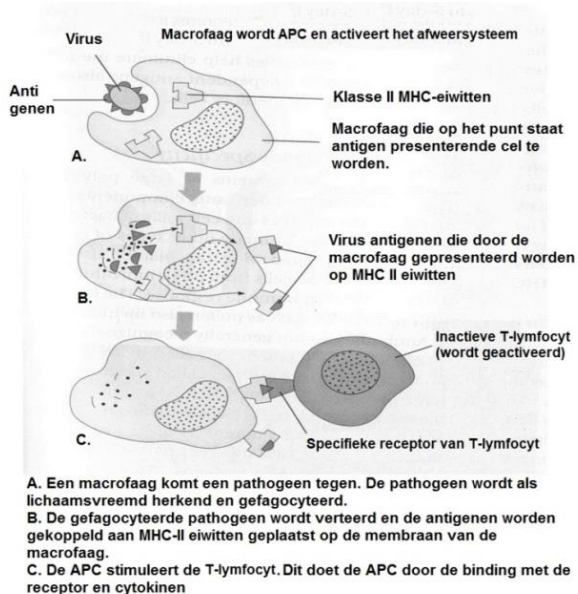 Macrofaag wordt APC en activeert het afweersysteem
Virus
Anti
genen
Klasse II MHC-eiwitten
Macrofaag die op het punt staat
antigen presenterende cel te
worden.
A.
Virus antigenen die door de
macrofaag gepresenteerd worden
op MHC II eiwitten
B.
Inactieve T-lymfocyt
(wordt geactiveerd)
C.
Specifieke receptor van T-lymfocyt
A. Een macrofaag komt een pathogeen tegen. De pathogeen wordt als
lichaamsvreemd herkend en gefagocyteerd.
B. De gefagocyteerde pathogeen wordt verteerd en de antigenen worden
gekoppeld aan MHC-II eiwitten geplaatst op de membraan van de
macrofaag.
C. De APC stimuleert de T-lymfocyt. Dit doet de APC door de binding met de
receptor en cytokinen